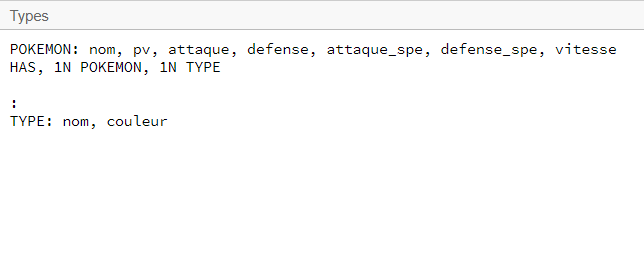 Types
POKEMON: nom, pv, attaque, defense, attaque_spe, defense_spe, vitesse
HAS, 1N POKEMON, 1N TYPE
:
TYPE: nom, couleur